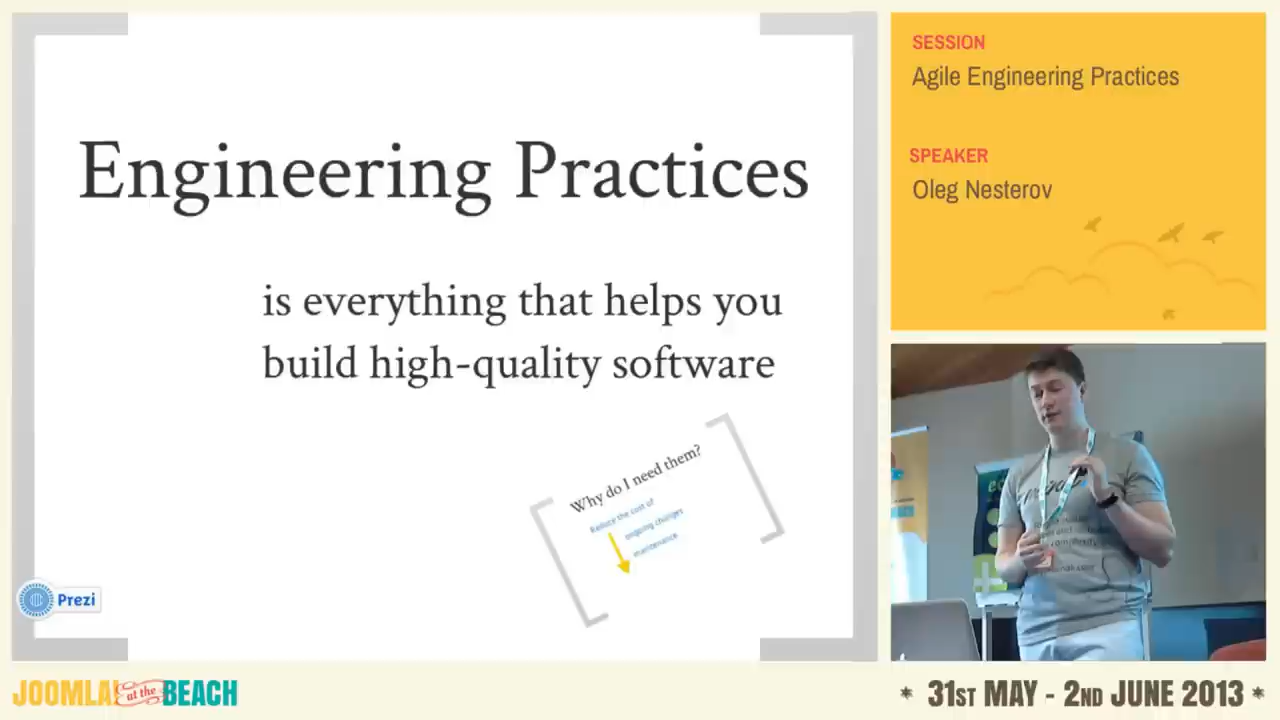 Engineering Practices
is everything that helps you
build high-quality software
Why do I need them?
Reduce the cost of
ongoing changes
maintenance
Prezi
SESSION
Agile Engineering Practices
SPEAKER
Oleg Nesterov
JOOMLA! at the BEACH
* 31ST MAY - 2ND JUNE 2013 *